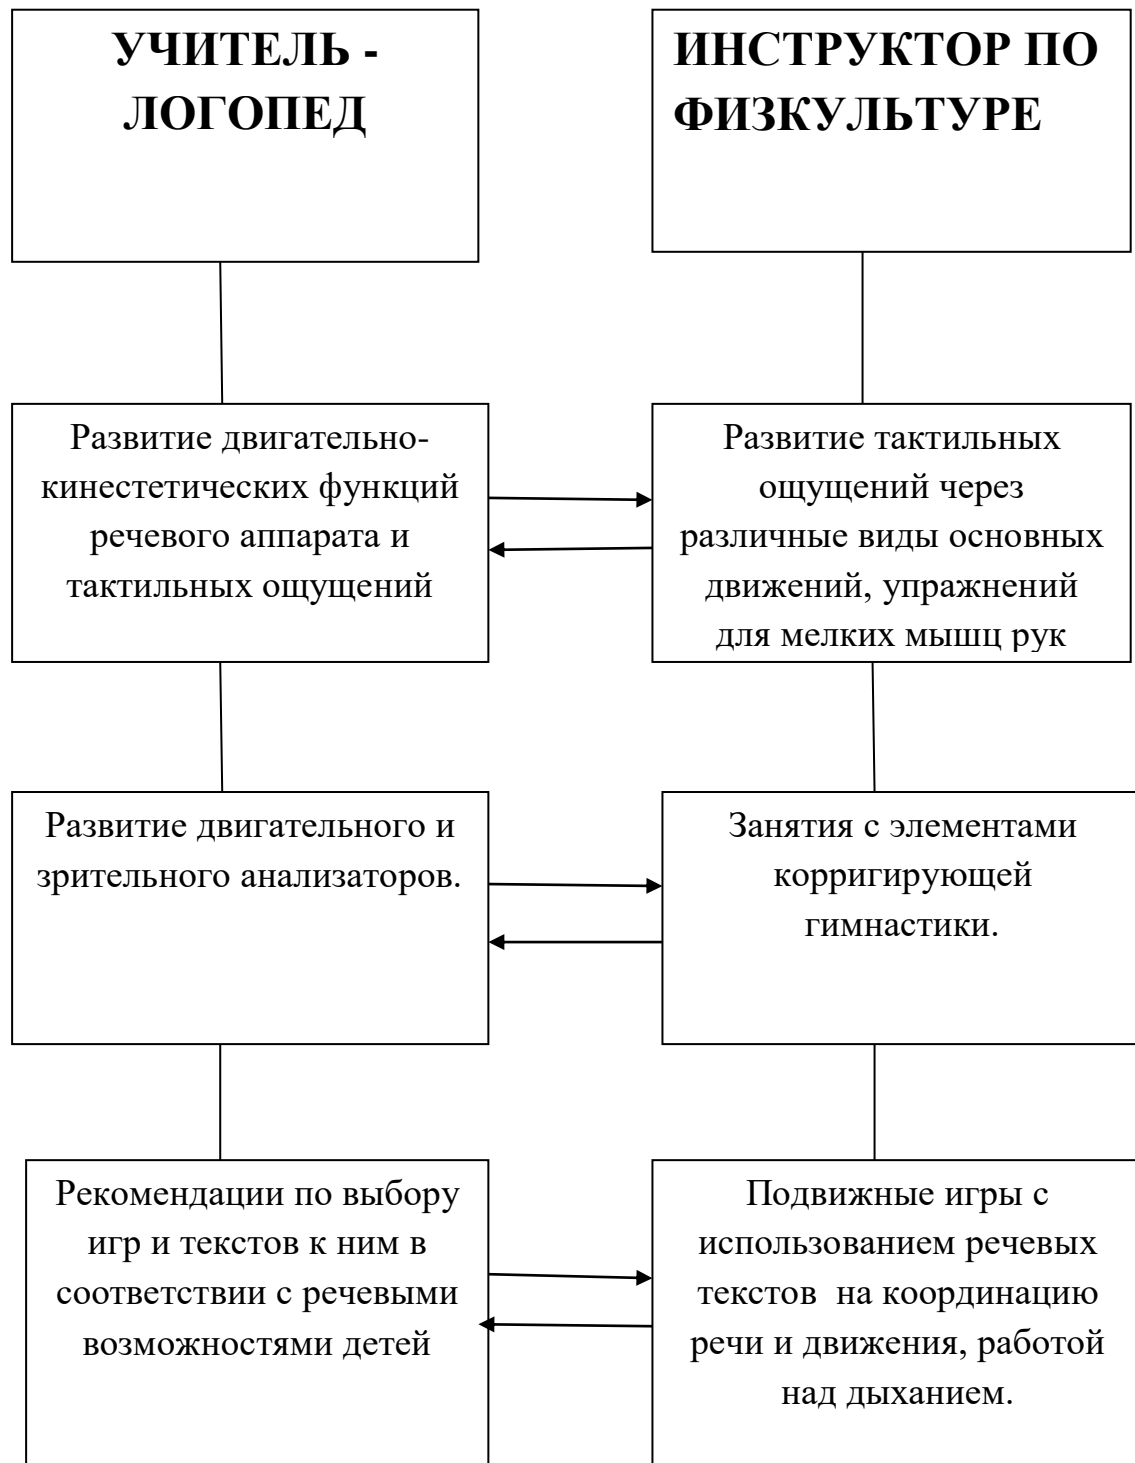 УЧИТЕЛЬ -
ЛОГОПЕД
ИНСТРУКТОР ПО
ФИЗКУЛЬТУРЕ
Развитие двигательно-
кинестетических функций
речевого аппарата и
тактильных ощущений
Развитие тактильных
ощущений через
различные виды основных
движений, упражнений
для мелких мышц рук
Развитие двигательного и
зрительного анализаторов.
Занятия с элементами
корригирующей
гимнастики.
Рекомендации по выбору
игр и текстов к ним в
соответствии с речевыми
возможностями детей
Подвижные игры с
использованием речевых
текстов на координацию
речи и движения, работой
над дыханием.